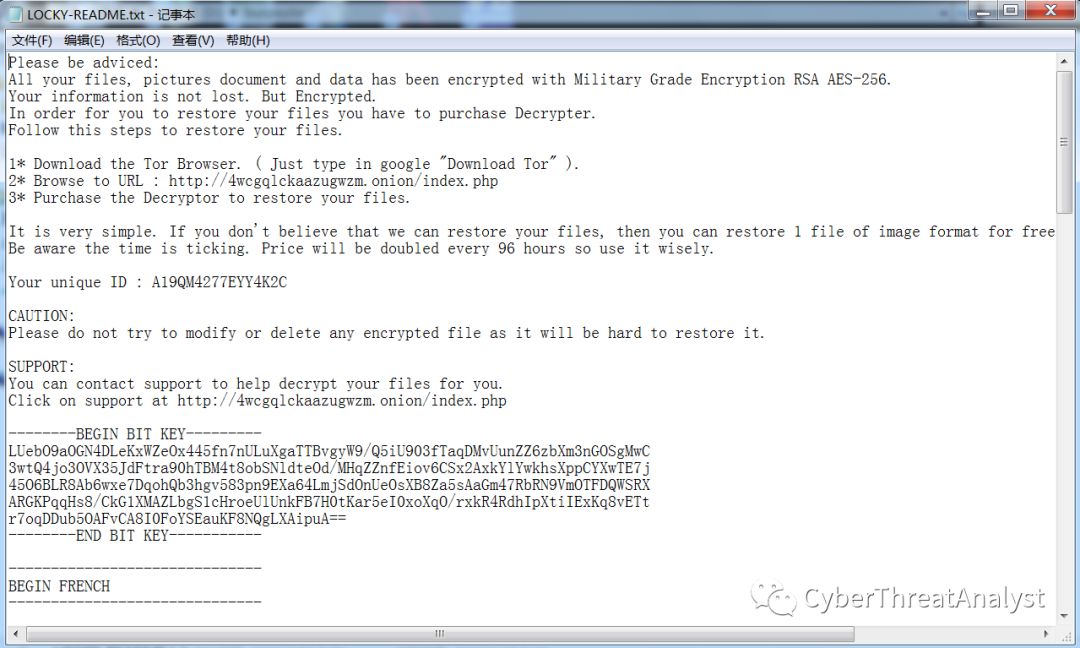 LOCKY-README.txt - 记事本
文件(F) 编辑(E) 格式(O) 查看(V) 帮助(H)
Please be adviced:
All your files, pictures document and data has been encrypted with Military Grade Encryption RSA AES-256.
Your information is not lost. But Encrypted.
In order for you to restore your files you have to purchase Decrypter.
Follow this steps to restore your files.
1* Download the Tor Browser. ( Just type in google "Download Tor" ).
2* Browse to URL : http://4wcgqlckaazugwzm.onion/index.php
3* Purchase the Decryptor to restore your files.
It is very simple. If you don't believe that we can restore your files, then you can restore 1 file of image format for free
Be aware the time is ticking. Price will be doubled every 96 hours so use it wisely.
Your unique ID : A19QM4277EYY4K2C
CAUTION:
Please do not try to modify or delete any encrypted file as it will be hard to restore it.
SUPPORT:
You can contact support to help decrypt your files for you.
Click on support at http://4wcgqlckaazugwzm.onion/index.php
--------BEGIN BIT KEY---------
LUebO9aOGN4DLeKxWZeOx445fn7nULuXgaTTBvgyW9/Q5iU903fTaqDMvUunZZ6zbXm3nGOSgMwC
3wtQ4jo3OVX35JdFtra9OhTBM4t8obSNldteOd/MHqZZnfEiov6CSx2AxkYlYwkhsXppCYXwTE7j
45O6BLR8Ab6wxe7DqohQb3hgv583pn9EXa64LmjSdOnUeOsXB8Za5sAaGm47RbRN9VmOTFDQWSRX
ARGKPqqHs8/CkG1XMAZLbgSlcHroeUlUnkFB7HOtKar5eIOxoXqO/rxkR4RdhIpXtiIExKq8vETt
r7oqDDub5OAFvCA8I0FoYSEauKF8NQgLXAipuA==
--------END BIT KEY-----------
------------------------------
BEGIN FRENCH
------------------------------
CyberThreatAnalyst